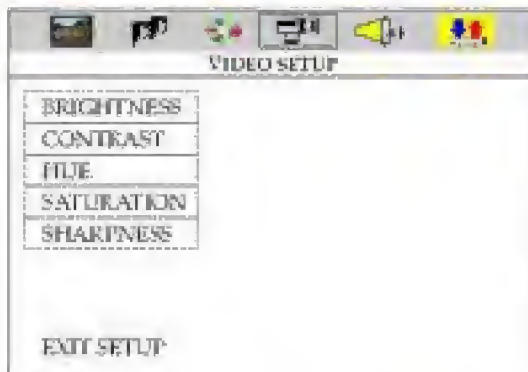 VIDEO SETUP
BRIGHTNESS
CONTRAST
HUE
SATURATION
SHARPNESS
EXIT SETUP